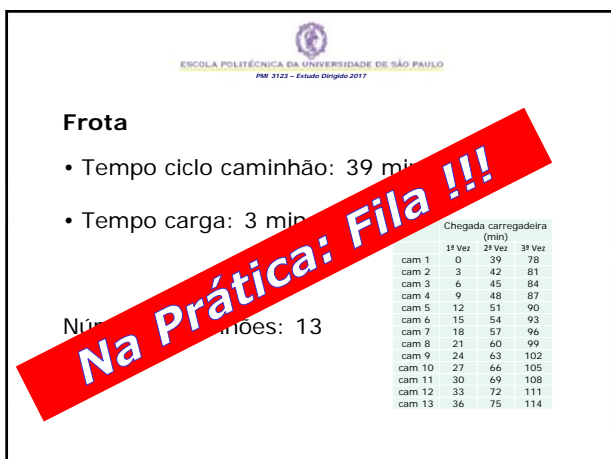 ESCOLA POLITÉCNICA DA UNIVERSIDADE DE SÃO PAULO
PMI 3123 – Estudo Dirigido 2017
Frota
• Tempo ciclo caminhão: 39
• Tempo carga: 3 min
13
Na Prática: Fila !!!
Chegada carregadeira
(min)
1ª Vez 2ª Vez 3ª Vez
cam 1 0 39 78
cam 2 3 42 81
cam 3 6 45 84
cam 4 9 48 87
cam 5 12 51 90
cam 6 15 54 93
cam 7 18 57 96
cam 8 21 60 99
cam 9 24 63 102
cam 10 27 66 105
cam 11 30 69 108
cam 12 33 72 111
cam 13 36 75 114